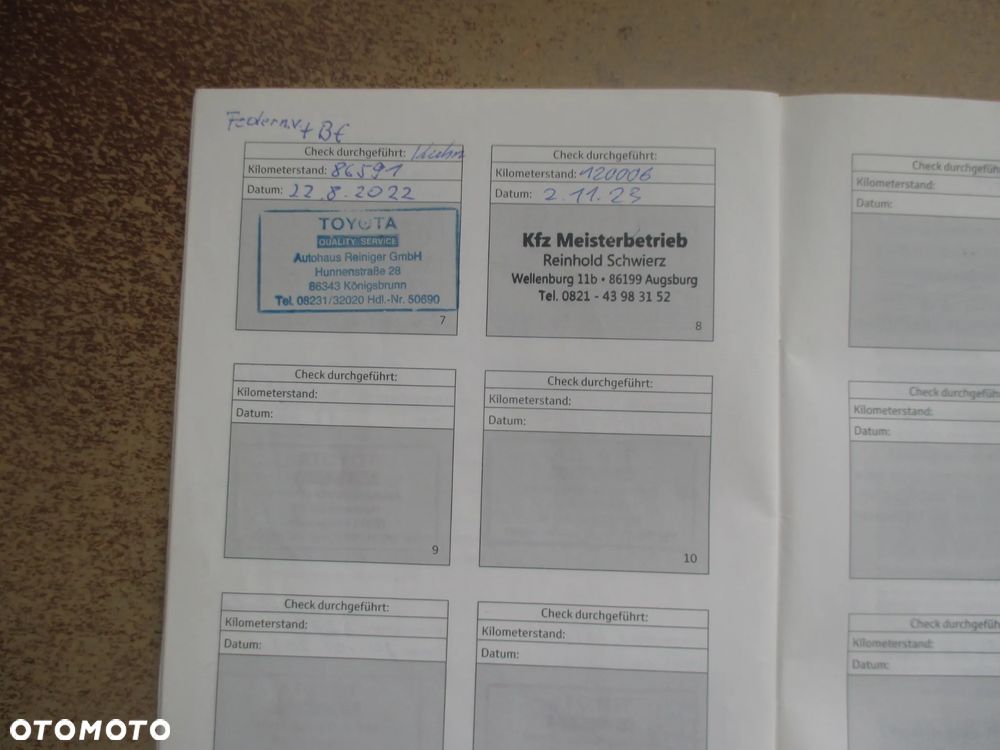 Federn.v + Bf
Check durchgeführt:
Kilometerstand: 86591
Datum: 22.8.2022
TOYOTA
QUALITY SERVICE
Autohaus Reiniger GmbH
Hunnenstraße 28
86343 Königsbrunn
Tel. 08231/32020 Hdl.-Nr. 50690
7
Check durchgeführt:
Kilometerstand: 120006
Datum: 2.11.23
Kfz Meisterbetrieb
Reinhold Schwierz
Wellenburg 11b • 86199 Augsburg
Tel. 0821 - 43 98 31 52
8
Check durchgeführt:
Kilometerstand:
Datum:
9
Check durchgeführt:
Kilometerstand:
Datum:
10
Check durchgeführt:
Kilometerstand:
Datum:
Check durchgeführt:
Kilometerstand:
Datum:
Check durchgefüh
Kilometerstand:
Datum:
Check durchgefüh
Kilometerstand:
Datum:
Check durchgefüh
Kilometerstand:
Datum:
OTOMOTO